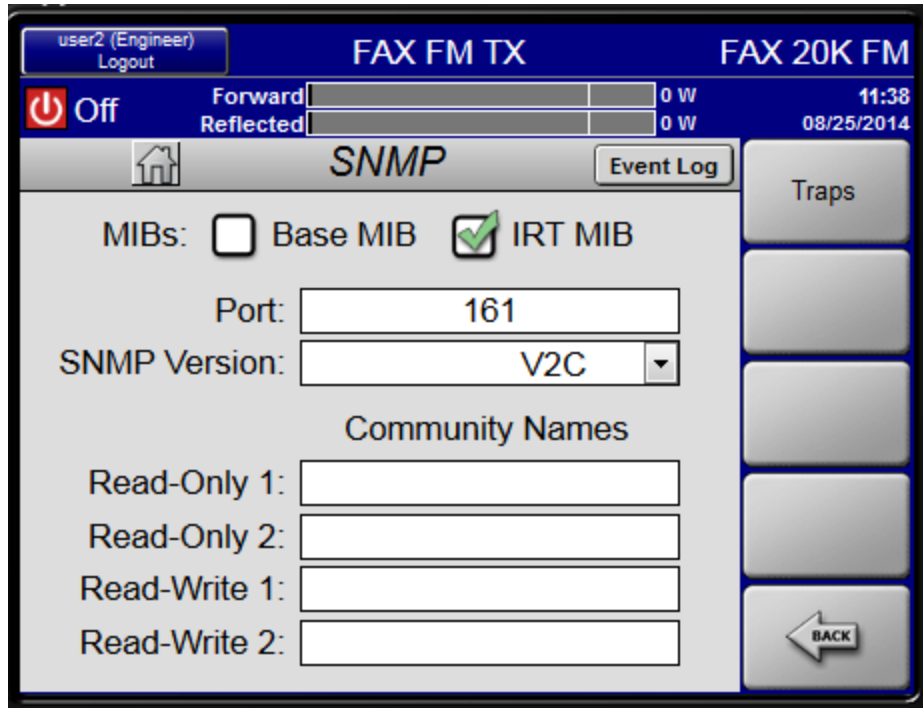 user2 (Engineer)
Logout
FAX FM TX
FAX 20K FM
Off
Forward 0 W
Reflected 0 W
11:38
08/25/2014
SNMP
Event Log
Traps
MIBs: Base MIB IRT MIB
Port: 161
SNMP Version: V2C
Community Names
Read-Only 1:
Read-Only 2:
Read-Write 1:
Read-Write 2:
BACK